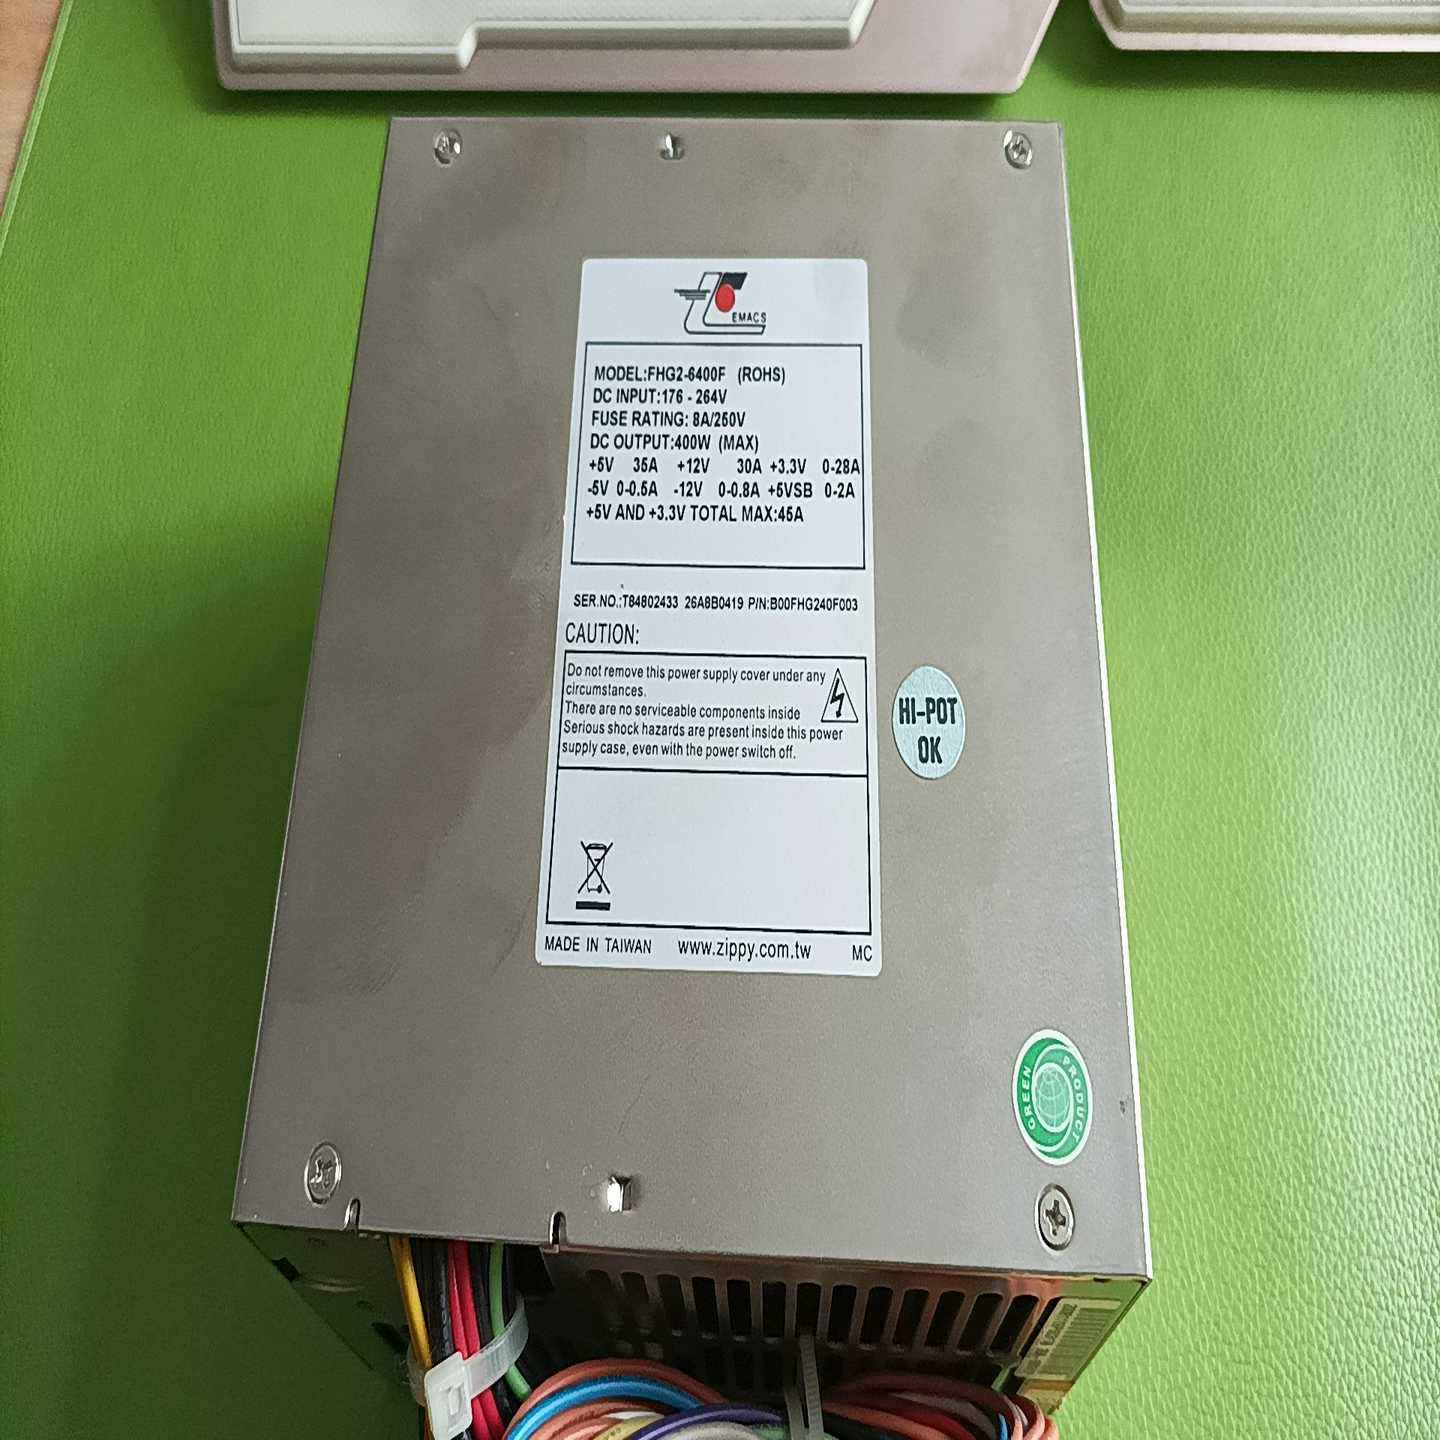 EMACS
MODEL:FHG2-6400F (ROHS)
DC INPUT:176 - 264V
FUSE RATING: 8A/250V
DC OUTPUT:400W (MAX)
+5V 35A +12V 30A +3.3V 0-28A
-5V 0-0.5A -12V 0-0.8A +5VSB 0-2A
+5V AND +3.3V TOTAL MAX:45A
SER.NO.:T84802433 26A8B0419 P/N:B00FHG240F003
CAUTION:
Do not remove this power supply cover under any
circumstances.
There are no serviceable components inside
Serious shock hazards are present inside this power
supply case, even with the power switch off.
HI-POT
OK
MADE IN TAIWAN www.zippy.com.tw MC
GREEN PRODUCT